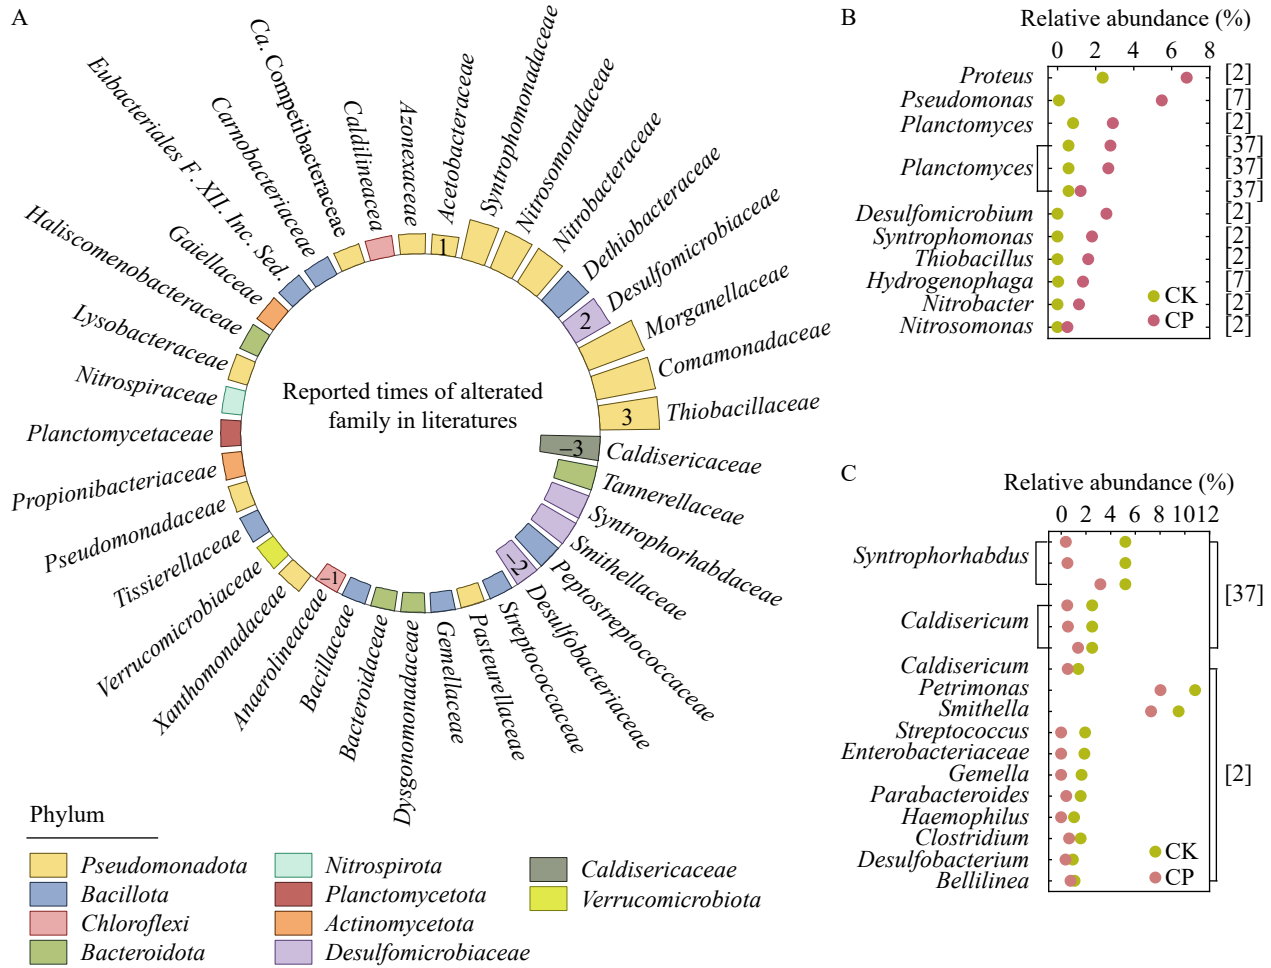 A
Ca. Competibacteraceae
Eubacteriales F. XII. Inc. Sed.
Carnobacteriaceae
Caldilineacea
Azonexaceae
Acetobacteraceae
Syntrophomonadaceae
Nitrosomonadaceae
Nitrobacteraceae
Dethiobacteraceae
Desulfomicrobiaceae
Morganellaceae
Comamonadaceae
Thiobacillaceae
Haliscomenobacteraceae
Gaiellaceae
Lysobacteraceae
Nitrospiraceae
Planctomycetaceae
Propionibacteriaceae
Pseudomonadaceae
Tissierellaceae
Verrucomicrobiaceae
Xanthomonadaceae
Anaerolineaceae
Bacillaceae
Bacteroidaceae
Dysgonomonadaceae
Gemellaceae
Pasteurellaceae
Streptococcaceae
Desulfobacteriaceae
Peptostreptococcaceae
Smithellaceae
Syntrophorhabdaceae
Tannerellaceae
Caldisericaceae
1
2
3
–3
–2
–1
Reported times of alterated
family in literatures
Phylum
Pseudomonadota
Bacillota
Chloroflexi
Bacteroidota
Nitrospirota
Planctomycetota
Actinomycetota
Desulfomicrobiaceae
Caldisericaceae
Verrucomicrobiota
B
Relative abundance (%)
0 2 4 6 8
Proteus [2]
Pseudomonas [7]
Planctomyces [2]
[37]
Planctomyces [37]
[37]
Desulfomicrobium [2]
Syntrophomonas [2]
Thiobacillus [2]
Hydrogenophaga [7]
Nitrobacter [2]
Nitrosomonas [2]
CK
CP
C
Relative abundance (%)
0 2 4 6 8 10 12
Syntrophorhabdus
[37]
Caldisericum
Caldisericum
Petrimonas
Smithella
Streptococcus
Enterobacteriaceae
Gemella
[2]
Parabacteroides
Haemophilus
Clostridium
Desulfobacterium
Bellilinea
CK
CP